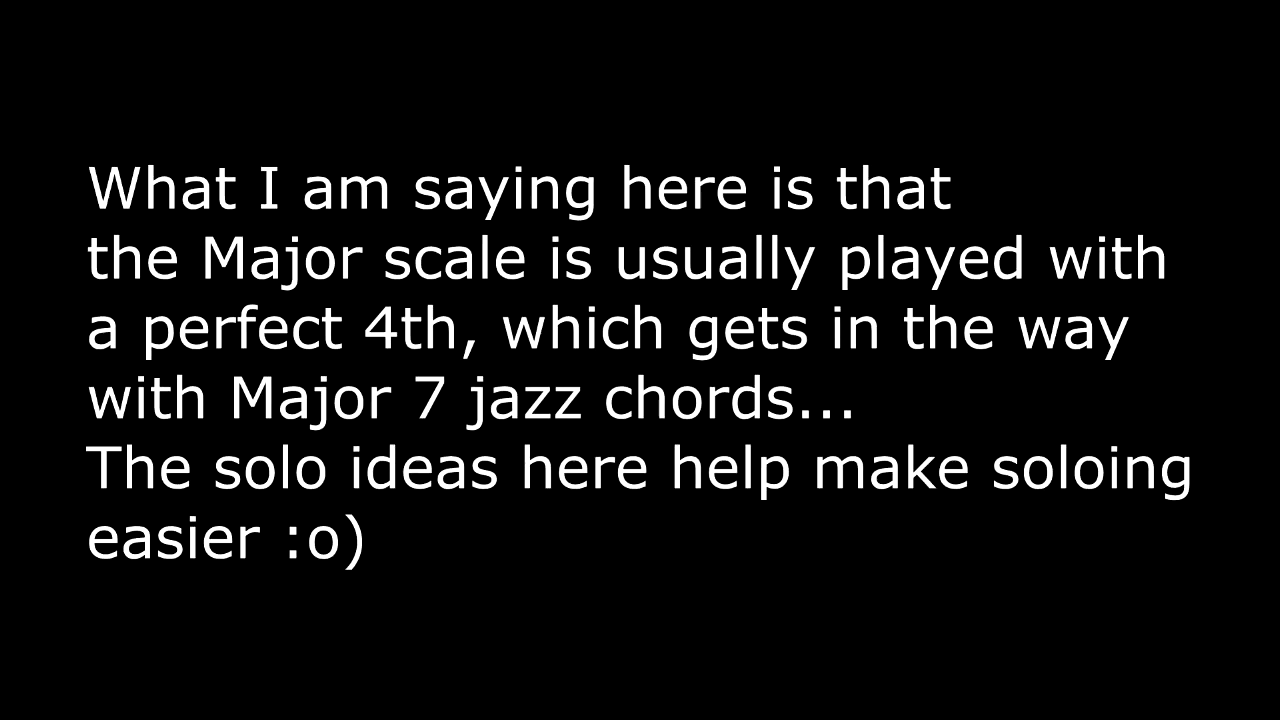 What I am saying here is that
the Major scale is usually played with
a perfect 4th, which gets in the way
with Major 7 jazz chords...
The solo ideas here help make soloing
easier :o)